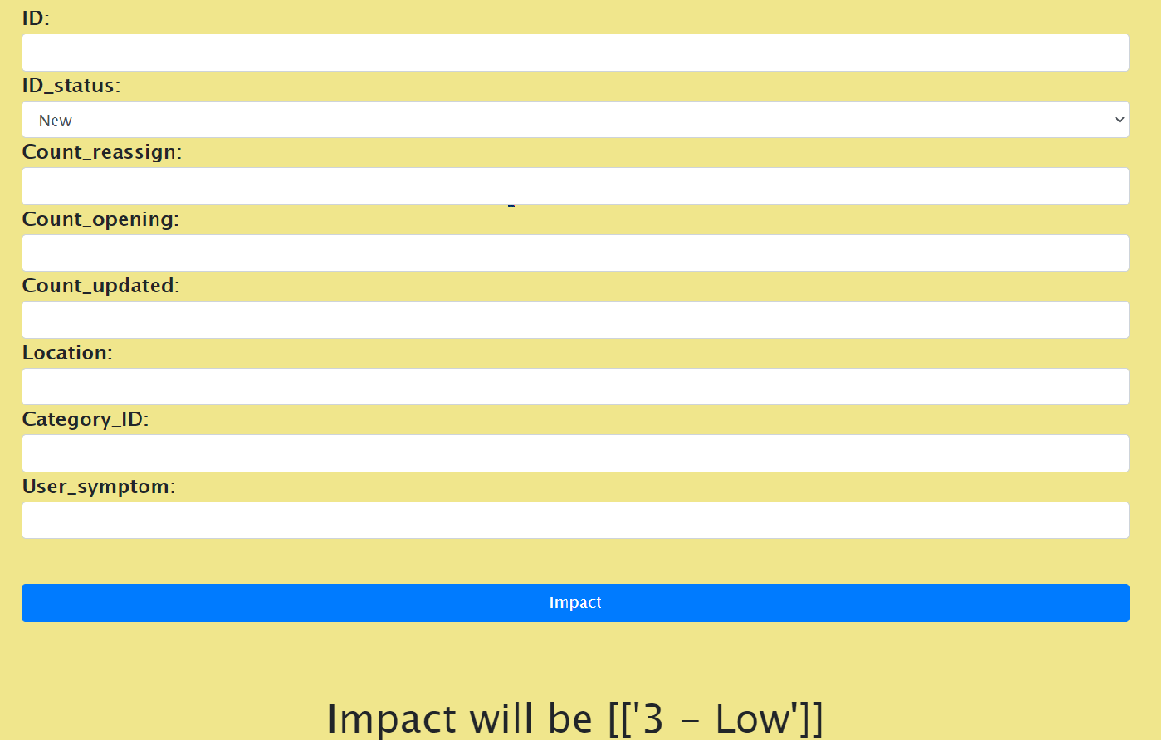 ID:
ID_status:
New
Count_reassign:
Count_opening:
Count_updated:
Location:
Category_ID:
User_symptom:
Impact
Impact will be [['3 - Low']]